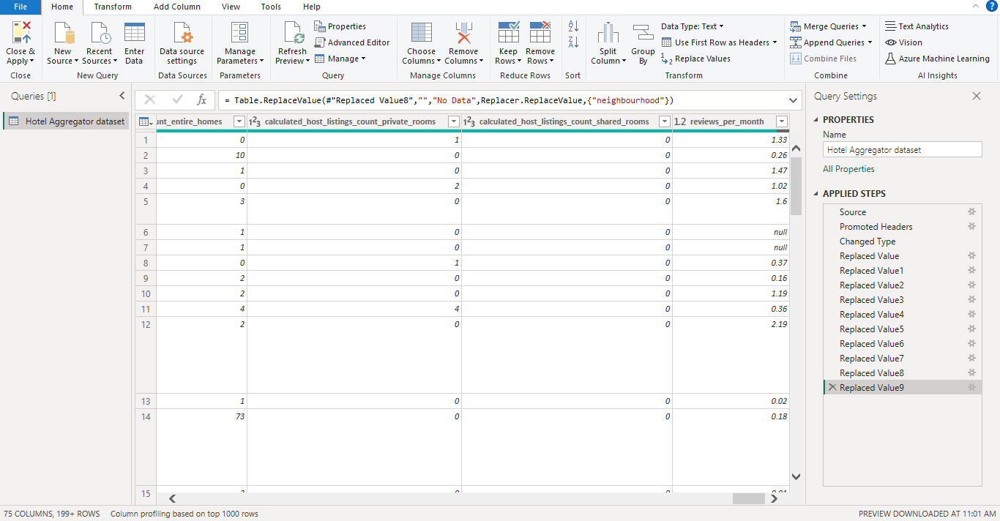 File Home Transform Add Column View Tools Help
Close & Apply
New Source
Recent Sources
Enter Data
Data source settings
Manage Parameters
Refresh Preview
Properties
Advanced Editor
Manage
Choose Columns
Remove Columns
Keep Rows
Remove Rows
Split Column
Group By
Data Type: Text
Use First Row as Headers
Replace Values
Merge Queries
Append Queries
Combine Files
Text Analytics
Vision
Azure Machine Learning
Close New Query Data Sources Parameters Query Manage Columns Reduce Rows Sort Transform Combine AI Insights
Queries [1]
Hotel Aggregator dataset
fx = Table.ReplaceValue(#"Replaced Value8","","No Data",Replacer.ReplaceValue,{"neighbourhood"})
unt_entire_homes 1²3 calculated_host_listings_count_private_rooms 1²3 calculated_host_listings_count_shared_rooms 1.2 reviews_per_month
1 0 1 0 1.33
2 10 0 0 0.26
3 1 0 0 1.47
4 0 2 0 1.02
5 3 0 0 1.6
6 1 0 0 null
7 1 0 0 null
8 0 1 0 0.37
9 2 0 0 0.16
10 2 0 0 1.19
11 4 4 0 0.36
12 2 0 0 2.19
13 1 0 0 0.02
14 73 0 0 0.18
15
Query Settings
PROPERTIES
Name
Hotel Aggregator dataset
All Properties
APPLIED STEPS
Source
Promoted Headers
Changed Type
Replaced Value
Replaced Value1
Replaced Value2
Replaced Value3
Replaced Value4
Replaced Value5
Replaced Value6
Replaced Value7
Replaced Value8
Replaced Value9
75 COLUMNS, 199+ ROWS Column profiling based on top 1000 rows PREVIEW DOWNLOADED AT 11:01 AM